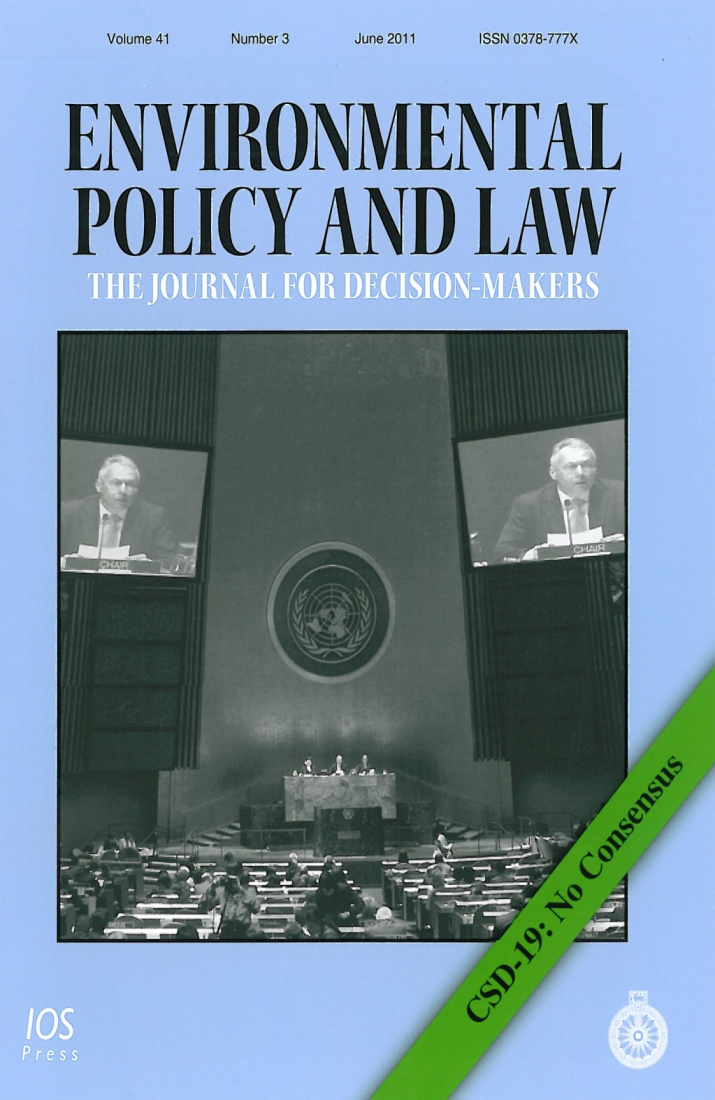 Volume 41 Number 3 June 2011 ISSN 0378-777X
ENVIRONMENTAL
POLICY AND LAW
THE JOURNAL FOR DECISION-MAKERS
CHAIR
CHAIR
CSD-19: No Consensus
IOS
Press